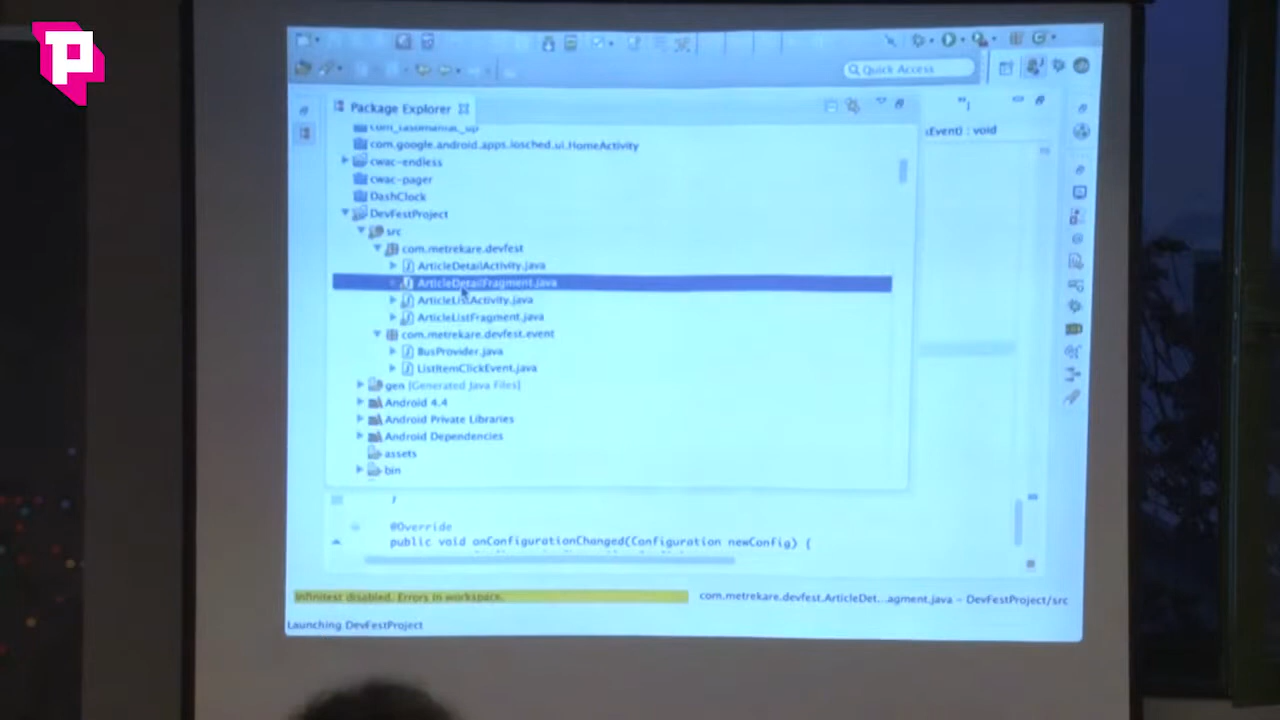 P
Quick Access
Package Explorer
Event) : void
com.google.android.apps.iosched.ui.HomeActivity
cwac-endless
cwac-pager
DashClock
DevFestProject
src
com.metrekare.devfest
ArticleDetailActivity.java
ArticleDetailFragment.java
ArticleListActivity.java
ArticleListFragment.java
com.metrekare.devfest.event
BusProvider.java
ListItemClickEvent.java
gen [Generated Java Files]
Android 4.4
Android Private Libraries
Android Dependencies
assets
bin
}
@Override
public void onConfigurationChanged(Configuration newConfig) {
Infinitest disabled. Errors in workspace.
com.metrekare.devfest.ArticleDet...agment.java - DevFestProject/src
Launching DevFestProject